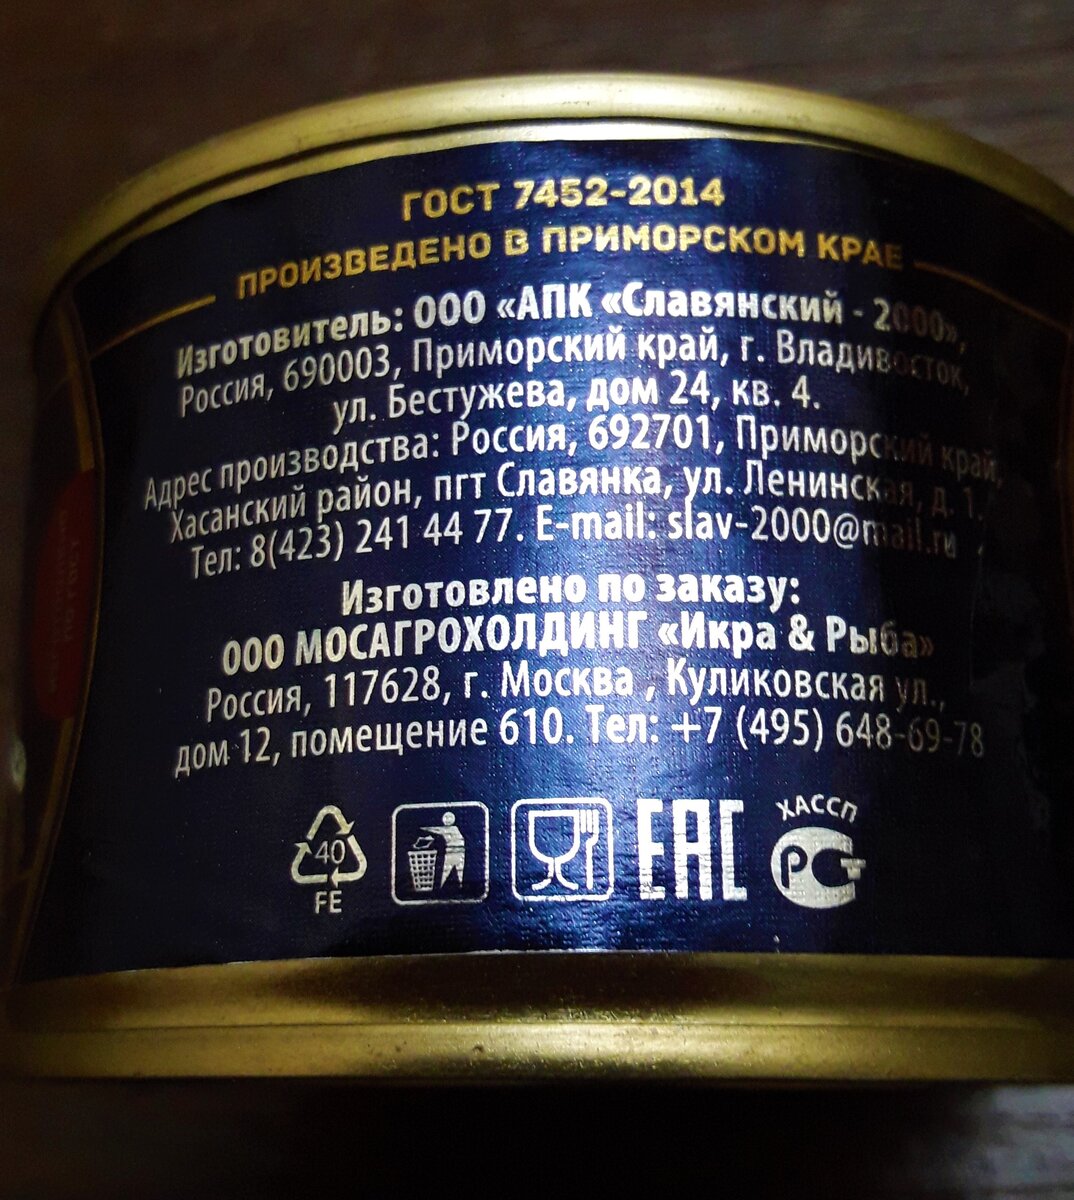 ГОСТ 7452-2014
ПРОИЗВЕДЕНО В ПРИМОРСКОМ КРАЕ
Изготовитель: ООО «АПК «Славянский - 2000»,
Россия, 690003, Приморский край, г. Владивосток,
ул. Бестужева, дом 24, кв. 4.
Адрес производства: Россия, 692701, Приморский край,
Хасанский район, пгт Славянка, ул. Ленинская, д. 1.
Тел: 8(423) 241 44 77. E-mail: slav-2000@mail.ru
Изготовлено по заказу:
ООО МОСАГРОХОЛДИНГ «Икра & Рыба»
Россия, 117628, г. Москва , Куликовская ул.,
дом 12, помещение 610. Тел: +7 (495) 648-69-78
ХАССП
40
EAC
РСТ
FE